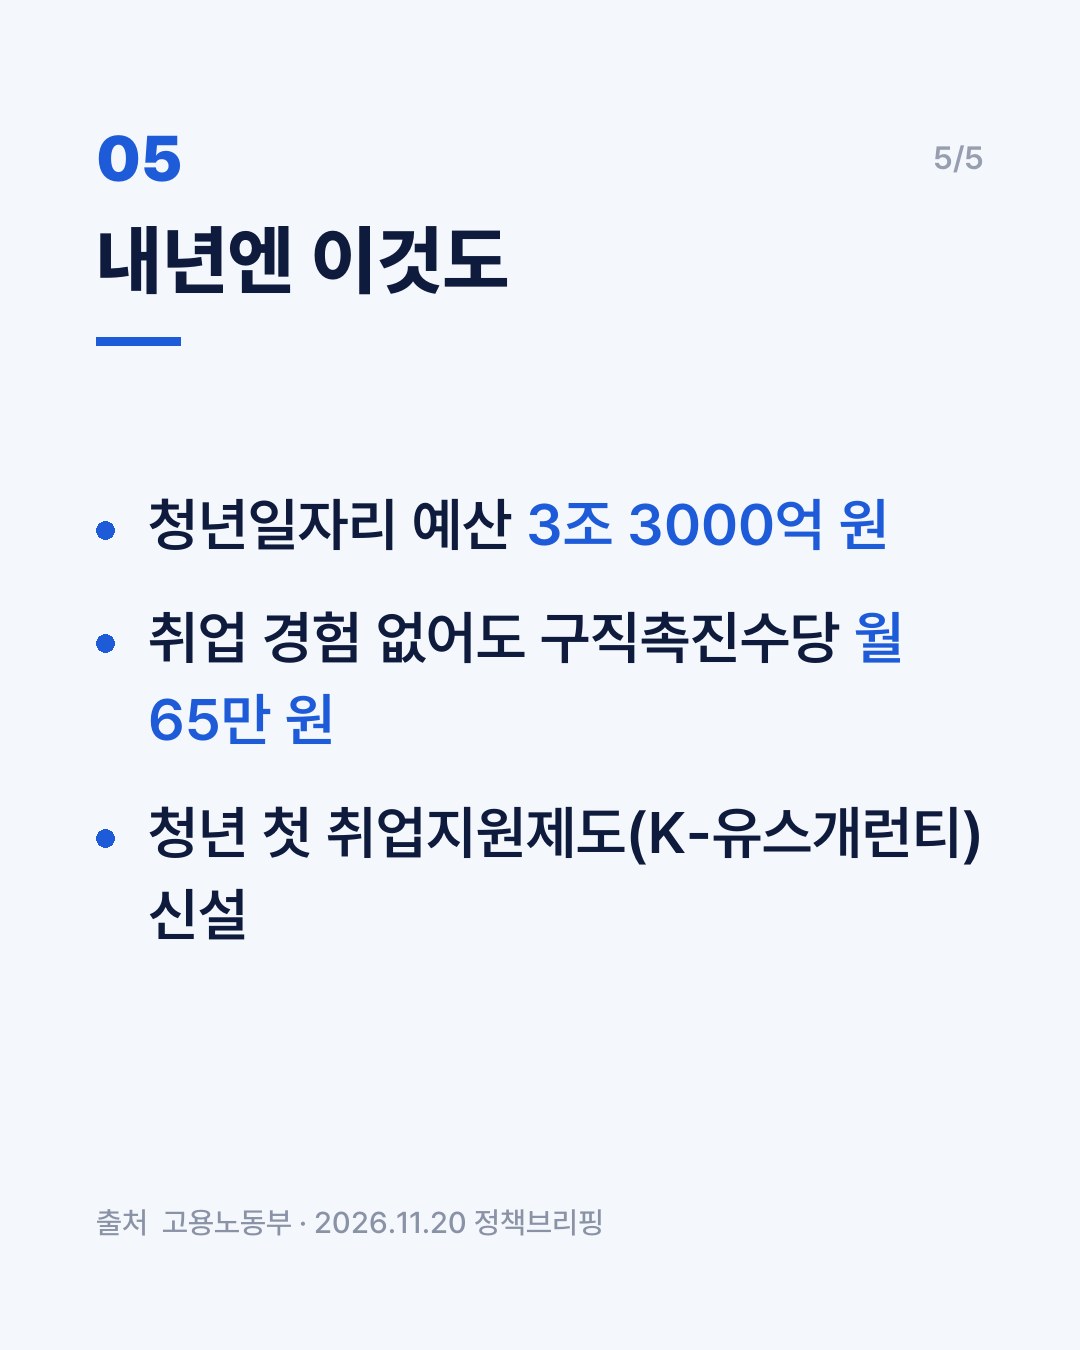 05
5/5
내년엔 이것도
청년일자리 예산 3조 3000억 원
취업 경험 없어도 구직촉진수당 월
65만 원
청년 첫 취업지원제도(K-유스개런티)
신설
출처 고용노동부 · 2026.11.20 정책브리핑